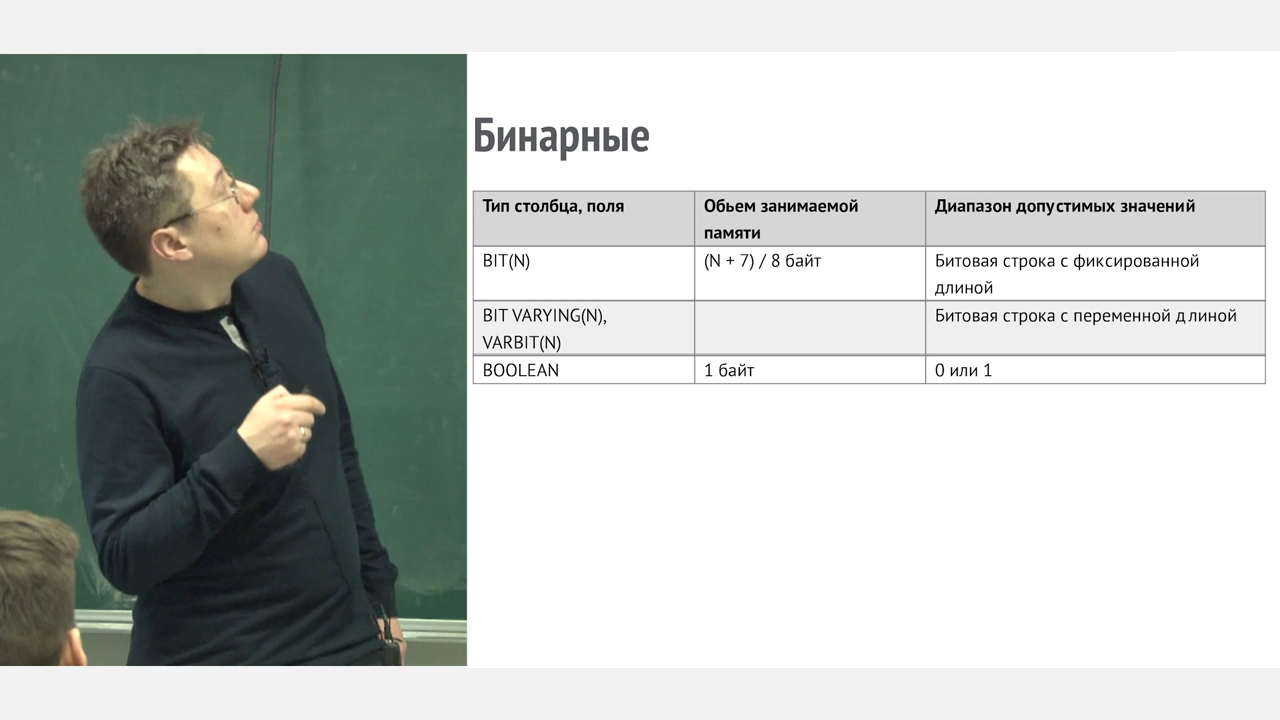 Бинарные
Тип столбца, поля
Обьем занимаемой
памяти
Диапазон допустимых значений
BIT(N)
(N + 7) / 8 байт
Битовая строка с фиксированной
длиной
BIT VARYING(N),
VARBIT(N)
Битовая строка с переменной длиной
BOOLEAN
1 байт
0 или 1